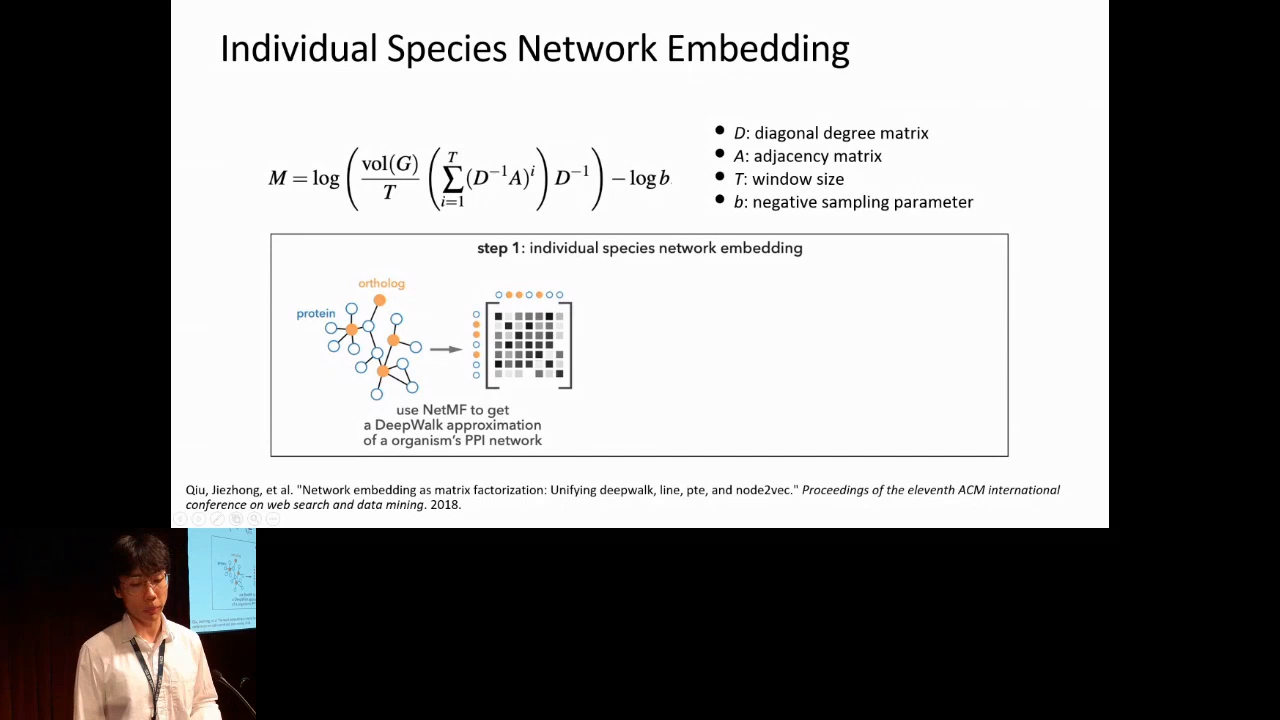 Individual Species Network Embedding
M = log ( vol(G) / T ( T ∑ i=1 (D⁻¹A)ⁱ ) D⁻¹ ) − log b
• D: diagonal degree matrix
• A: adjacency matrix
• T: window size
• b: negative sampling parameter
step 1: individual species network embedding
ortholog
protein
use NetMF to get
a DeepWalk approximation
of a organism's PPI network
Qiu, Jiezhong, et al. "Network embedding as matrix factorization: Unifying deepwalk, line, pte, and node2vec." Proceedings of the eleventh ACM international
conference on web search and data mining. 2018.